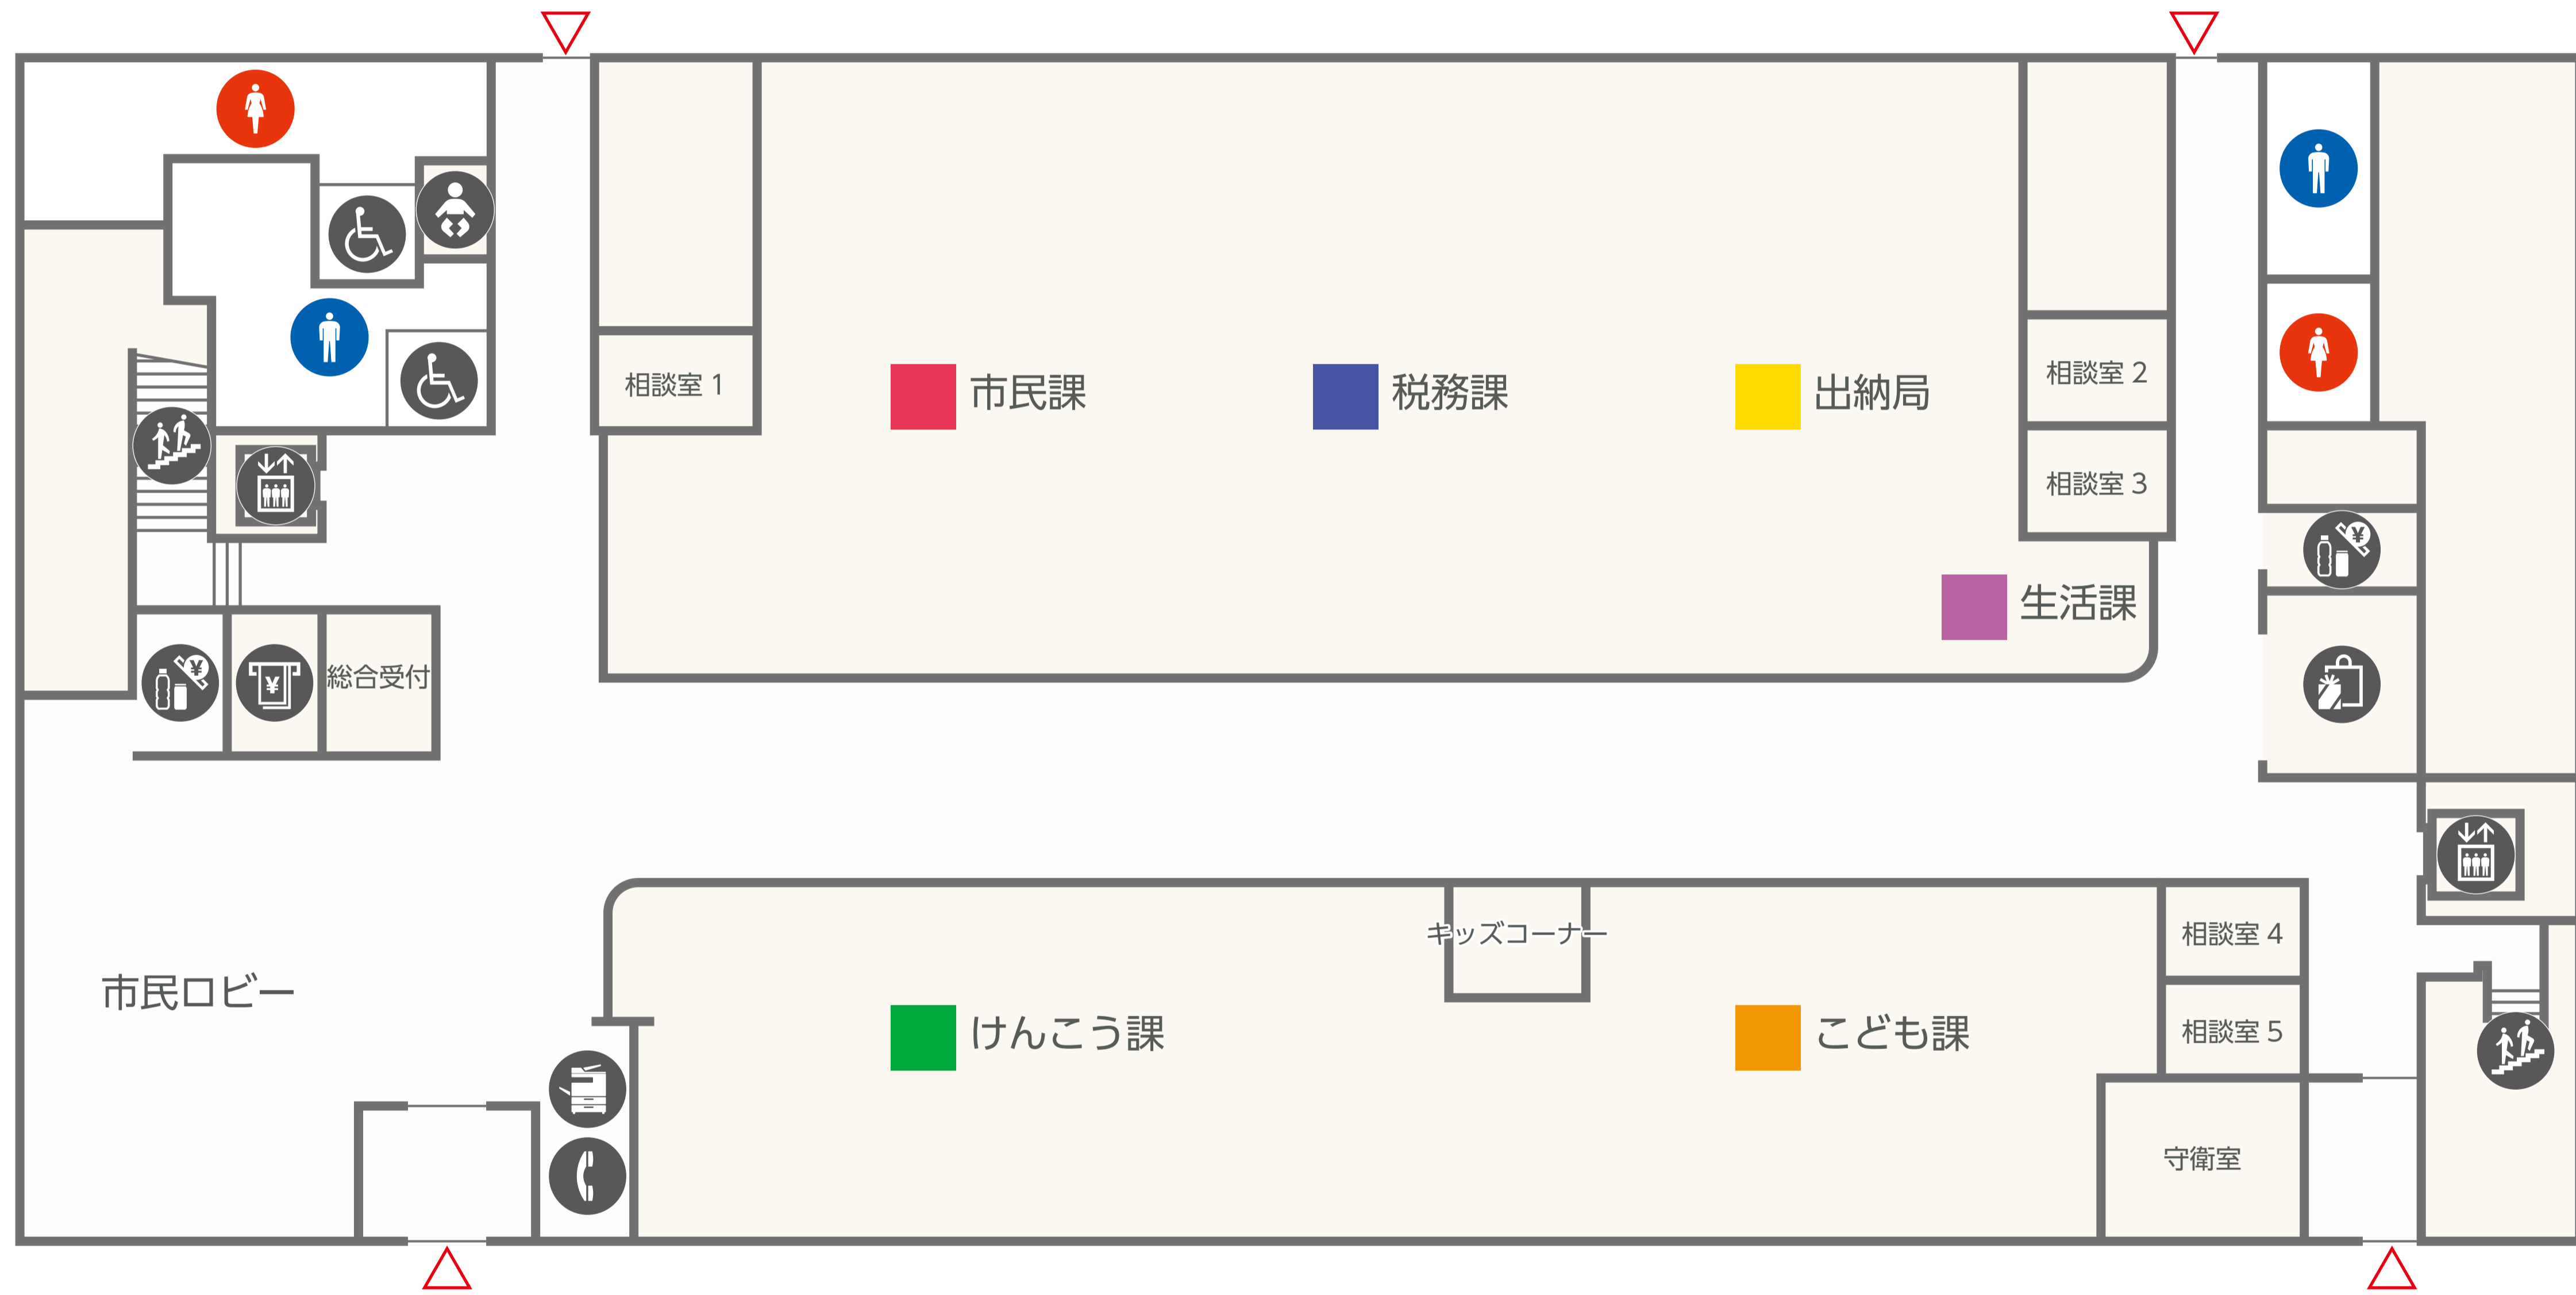 相談室 1
市民課
税務課
出納局
相談室 2
相談室 3
生活課
総合受付
キッズコーナー
相談室 4
市民ロビー
けんこう課
こども課
相談室 5
守衛室